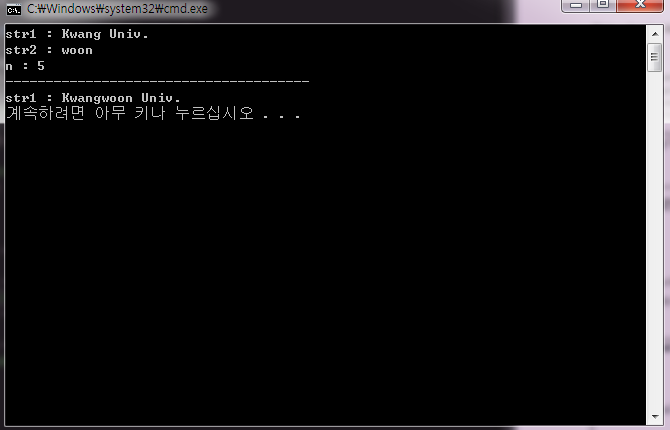 C:\Windows\system32\cmd.exe
str1 : Kwang Univ.
str2 : woon
n : 5
--------------------------------------
str1 : Kwangwoon Univ.
계속하려면 아무 키나 누르십시오 . . .